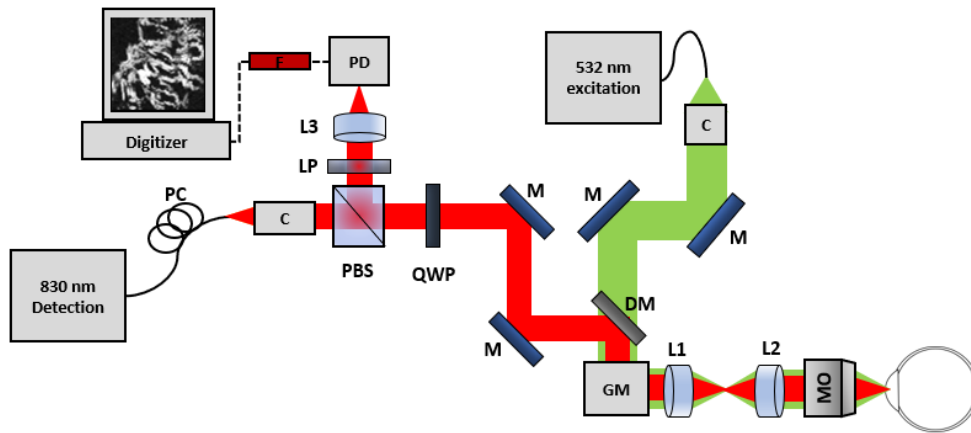 F
PD
Digitizer
L3
LP
532 nm
excitation
C
PC
C
M
M
M
PBS
QWP
830 nm
Detection
DM
M
L1
L2
GM
MO